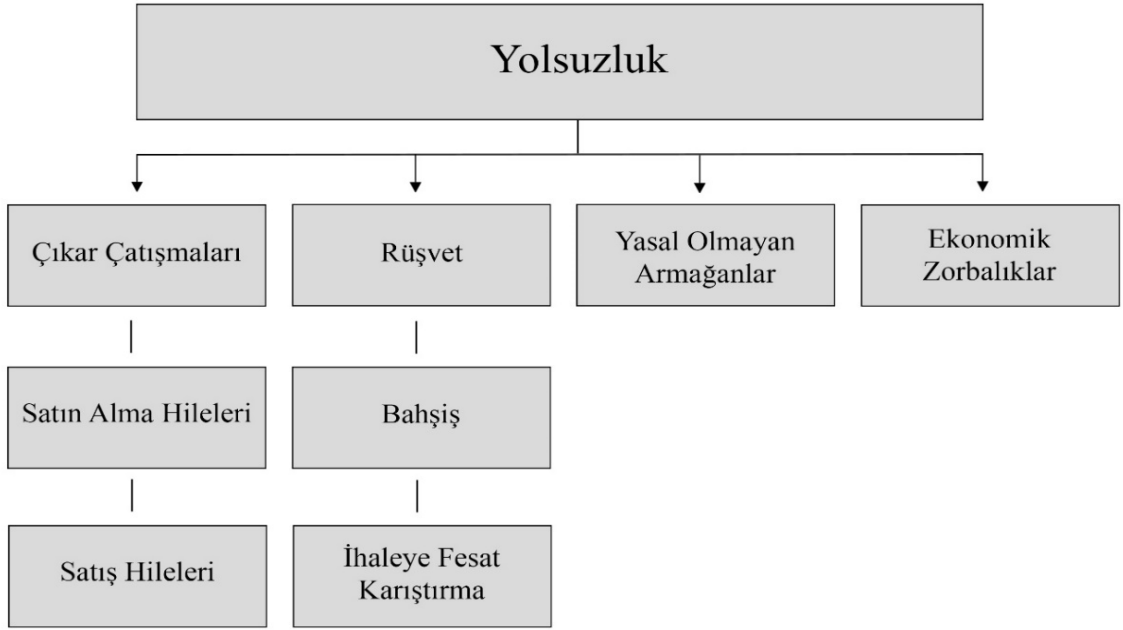 Yolsuzluk
Çıkar Çatışmaları
Rüşvet
Yasal Olmayan
Armağanlar
Ekonomik
Zorbalıklar
Satın Alma Hileleri
Bahşiş
Satış Hileleri
İhaleye Fesat
Karıştırma